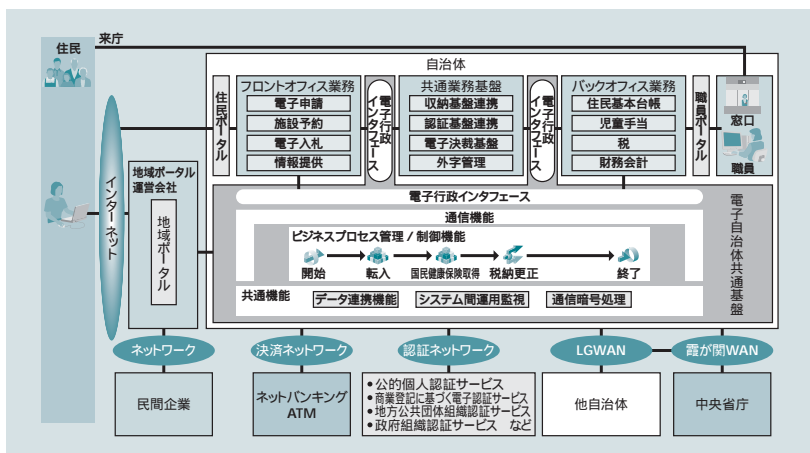 住民
来庁
自治体
住民ポータル
フロントオフィス業務
電子申請
施設予約
電子入札
情報提供
電子行政
インタフェース
共通業務基盤
収納基盤連携
認証基盤連携
電子決裁基盤
外字管理
電子行政
インタフェース
バックオフィス業務
住民基本台帳
児童手当
税
財務会計
職員ポータル
窓口
職員
インターネット
地域ポータル
運営会社
地域ポータル
電子行政インタフェース
通信機能
ビジネスプロセス管理 / 制御機能
開始
転入
国民健康保険取得
税納更正
終了
共通機能
データ連携機能
システム間運用監視
通信暗号処理
電子自治体共通基盤
ネットワーク
決済ネットワーク
認証ネットワーク
LGWAN
霞が関WAN
民間企業
ネットバンキング
ATM
•公的個人認証サービス
•商業登記に基づく電子認証サービス
•地方公共団体組織認証サービス
•政府組織認証サービス など
他自治体
中央省庁